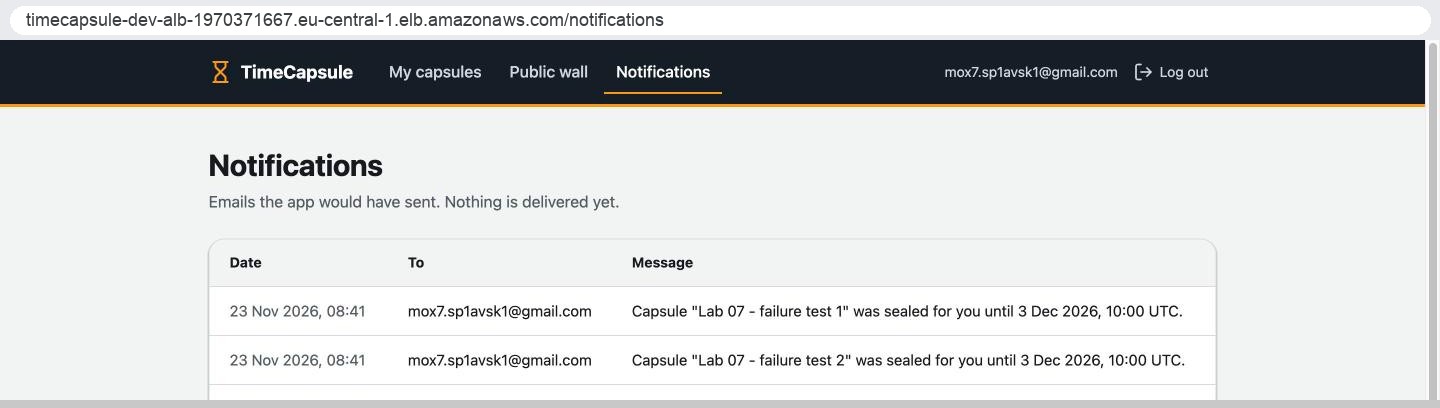 timecapsule-dev-alb-1970371667.eu-central-1.elb.amazonaws.com/notifications
TimeCapsule My capsules Public wall Notifications mox7.sp1avsk1@gmail.com Log out
Notifications
Emails the app would have sent. Nothing is delivered yet.
Date To Message
23 Nov 2026, 08:41 mox7.sp1avsk1@gmail.com Capsule "Lab 07 - failure test 1" was sealed for you until 3 Dec 2026, 10:00 UTC.
23 Nov 2026, 08:41 mox7.sp1avsk1@gmail.com Capsule "Lab 07 - failure test 2" was sealed for you until 3 Dec 2026, 10:00 UTC.